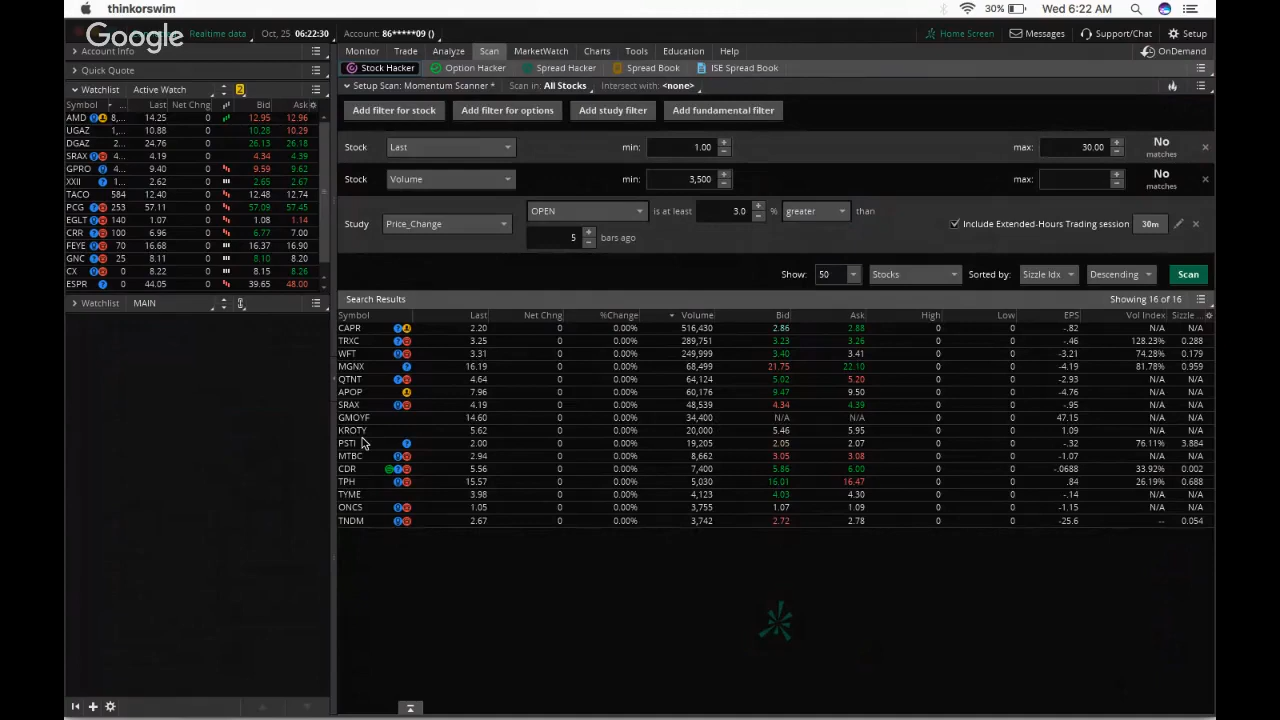 thinkorswim 30% Wed 6:22 AM
Google Realtime data Oct, 25 06:22:30 Account: 86*****09 () Home Screen Messages Support/Chat Setup
Account Info Monitor Trade Analyze Scan MarketWatch Charts Tools Education Help OnDemand
Quick Quote Stock Hacker Option Hacker Spread Hacker Spread Book ISE Spread Book
Watchlist Active Watch 2 Setup Scan: Momentum Scanner * Scan in: All Stocks Intersect with: <none>
Symbol ... Last Net Chng Bid Ask
AMD 8,... 14.25 0 12.95 12.96
UGAZ 1,... 10.88 0 10.28 10.29
DGAZ ... 24.76 0 26.13 26.18
SRAX ... 4.19 0 4.34 4.39
GPRO 4... 9.40 0 9.59 9.62
XXII 1... 2.62 0 2.65 2.67
TACO 584 12.40 0 12.48 12.74
PCG 253 57.11 0 57.09 57.45
EGLT 140 1.07 0 1.08 1.14
CRR 100 6.96 0 6.77 7.00
FEYE 70 16.68 0 16.37 16.90
GNC 25 8.11 0 8.10 8.20
CX 0 8.22 0 8.15 8.26
ESPR 0 44.05 0 39.65 48.00
Watchlist MAIN
Add filter for stock Add filter for options Add study filter Add fundamental filter
Stock Last min: 1.00 max: 30.00 No matches
Stock Volume min: 3,500 max: No matches
Study Price_Change OPEN is at least 3.0 % greater than
5 bars ago
Include Extended-Hours Trading session 30m
Show: 50 Stocks Sorted by: Sizzle Idx Descending Scan
Search Results Showing 16 of 16
Symbol Last Net Chng %Change Volume Bid Ask High Low EPS Vol Index Sizzle ...
CAPR 2.20 0 0.00% 516,430 2.86 2.88 0 0 -.82 N/A N/A
TRXC 3.25 0 0.00% 289,751 3.23 3.26 0 0 -.46 128.23% 0.288
WFT 3.31 0 0.00% 249,999 3.40 3.41 0 0 -3.21 74.28% 0.179
MGNX 16.19 0 0.00% 68,499 21.75 22.10 0 0 -4.19 81.78% 0.959
QTNT 4.64 0 0.00% 64,124 5.02 5.20 0 0 -2.93 N/A N/A
APOP 7.96 0 0.00% 60,176 9.47 9.50 0 0 -4.76 N/A N/A
SRAX 4.19 0 0.00% 48,539 4.34 4.39 0 0 -.95 N/A N/A
GMOYF 14.60 0 0.00% 34,400 N/A N/A 0 0 47.15 N/A N/A
KROTY 5.62 0 0.00% 20,000 5.46 5.95 0 0 1.09 N/A N/A
PSTI 2.00 0 0.00% 19,205 2.05 2.07 0 0 -.32 76.11% 3.884
MTBC 2.94 0 0.00% 8,662 3.05 3.08 0 0 -1.07 N/A N/A
CDR 5.56 0 0.00% 7,400 5.86 6.00 0 0 -.0688 33.92% 0.002
TPH 15.57 0 0.00% 5,030 16.01 16.47 0 0 .84 26.19% 0.688
TYME 3.98 0 0.00% 4,123 4.03 4.30 0 0 -.14 N/A N/A
ONCS 1.05 0 0.00% 3,755 1.07 1.09 0 0 -1.15 N/A N/A
TNDM 2.67 0 0.00% 3,742 2.72 2.78 0 0 -25.6 -- 0.054